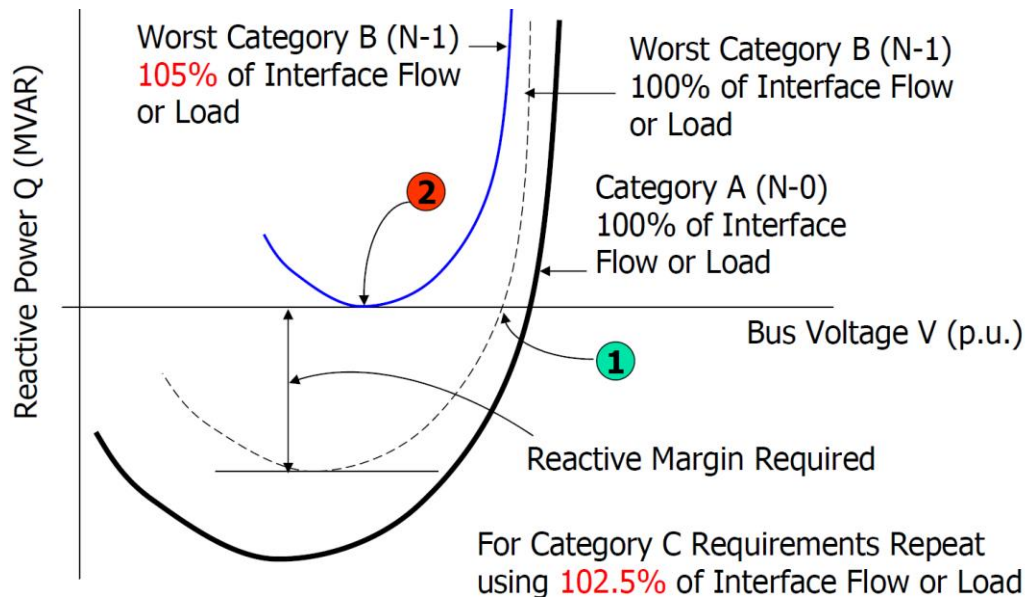 Reactive Power Q (MVAR)
Worst Category B (N-1)
105% of Interface Flow
or Load
Worst Category B (N-1)
100% of Interface Flow
or Load
Category A (N-0)
100% of Interface
Flow or Load
2
Bus Voltage V (p.u.)
1
Reactive Margin Required
For Category C Requirements Repeat
using 102.5% of Interface Flow or Load